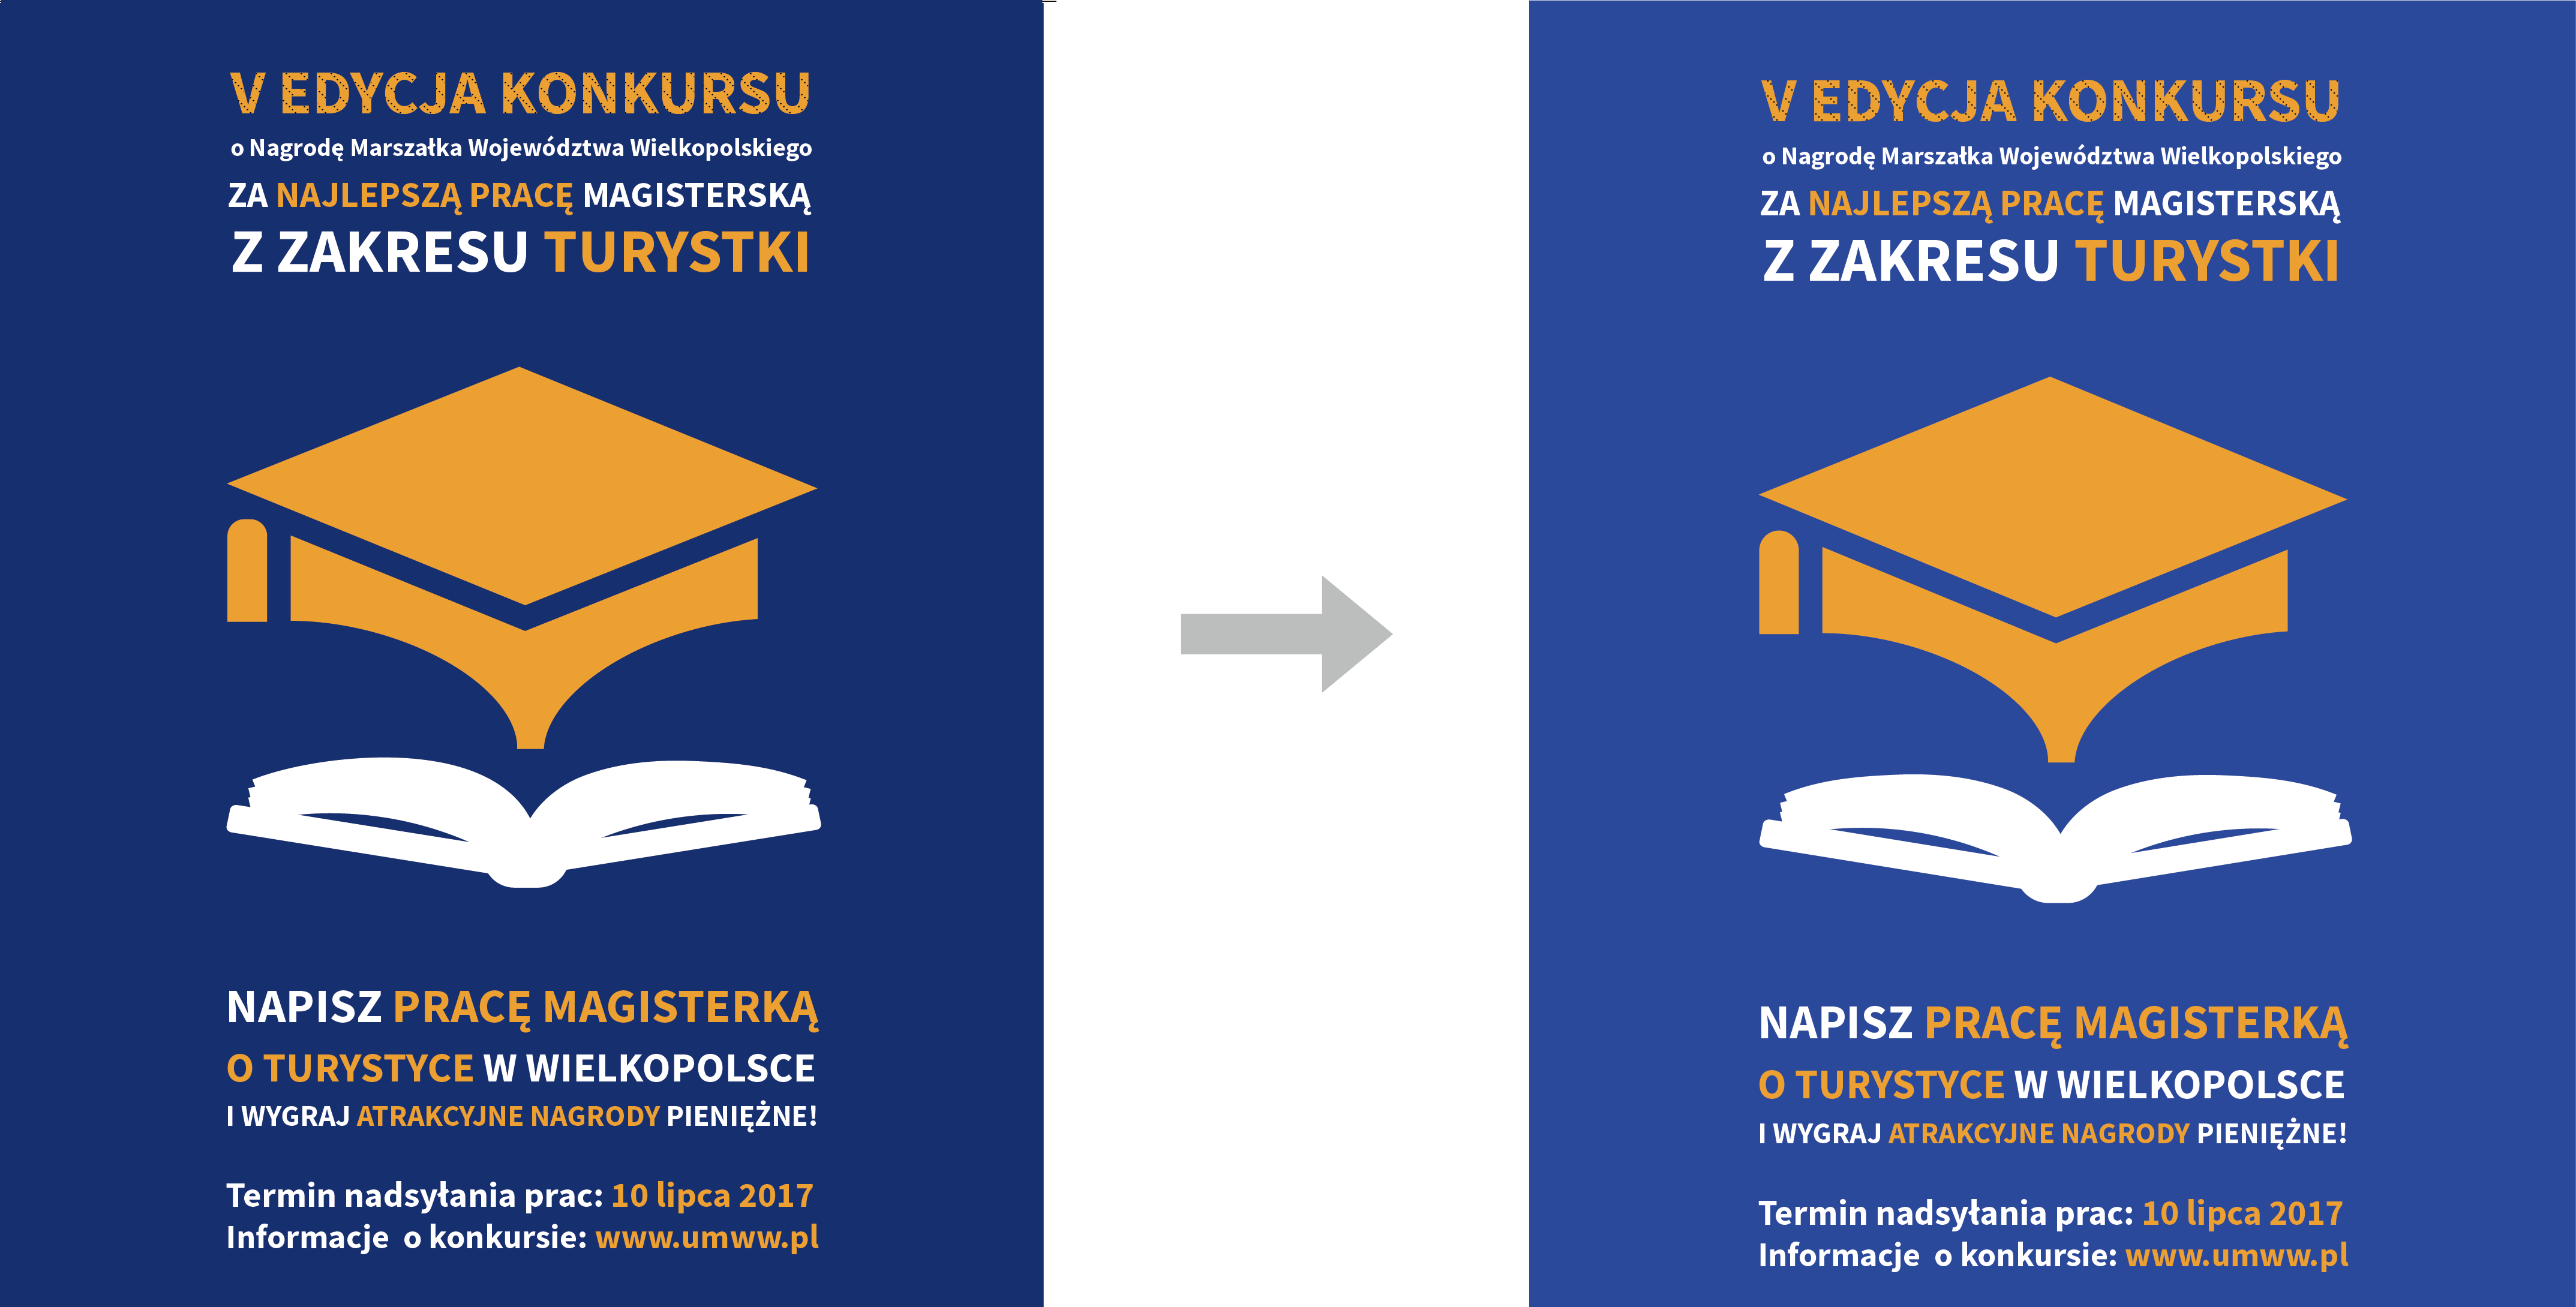 V EDYCJA KONKURSU
o Nagrodę Marszałka Województwa Wielkopolskiego
ZA NAJLEPSZĄ PRACĘ MAGISTERSKĄ
Z ZAKRESU TURYSTKI
NAPISZ PRACĘ MAGISTERKĄ
O TURYSTYCE W WIELKOPOLSCE
I WYGRAJ ATRAKCYJNE NAGRODY PIENIĘŻNE!
Termin nadsyłania prac: 10 lipca 2017
Informacje o konkursie: www.umww.pl
V EDYCJA KONKURSU
o Nagrodę Marszałka Województwa Wielkopolskiego
ZA NAJLEPSZĄ PRACĘ MAGISTERSKĄ
Z ZAKRESU TURYSTKI
NAPISZ PRACĘ MAGISTERKĄ
O TURYSTYCE W WIELKOPOLSCE
I WYGRAJ ATRAKCYJNE NAGRODY PIENIĘŻNE!
Termin nadsyłania prac: 10 lipca 2017
Informacje o konkursie: www.umww.pl